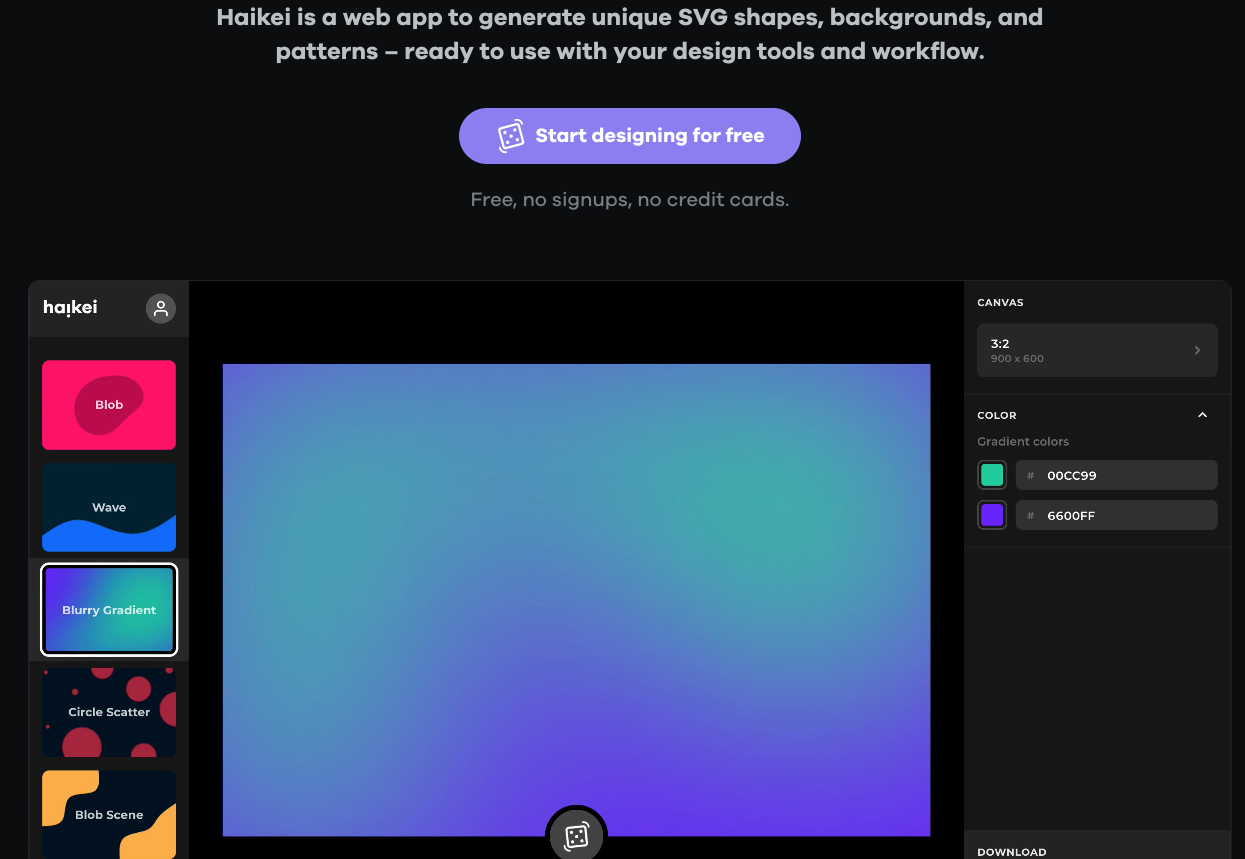 Haikei is a web app to generate unique SVG shapes, backgrounds, and
patterns – ready to use with your design tools and workflow.
Start designing for free
Free, no signups, no credit cards.
haikei
Blob
Wave
Blurry Gradient
Circle Scatter
Blob Scene
CANVAS
3:2
900 x 600
COLOR
Gradient colors
# 00CC99
# 6600FF
DOWNLOAD